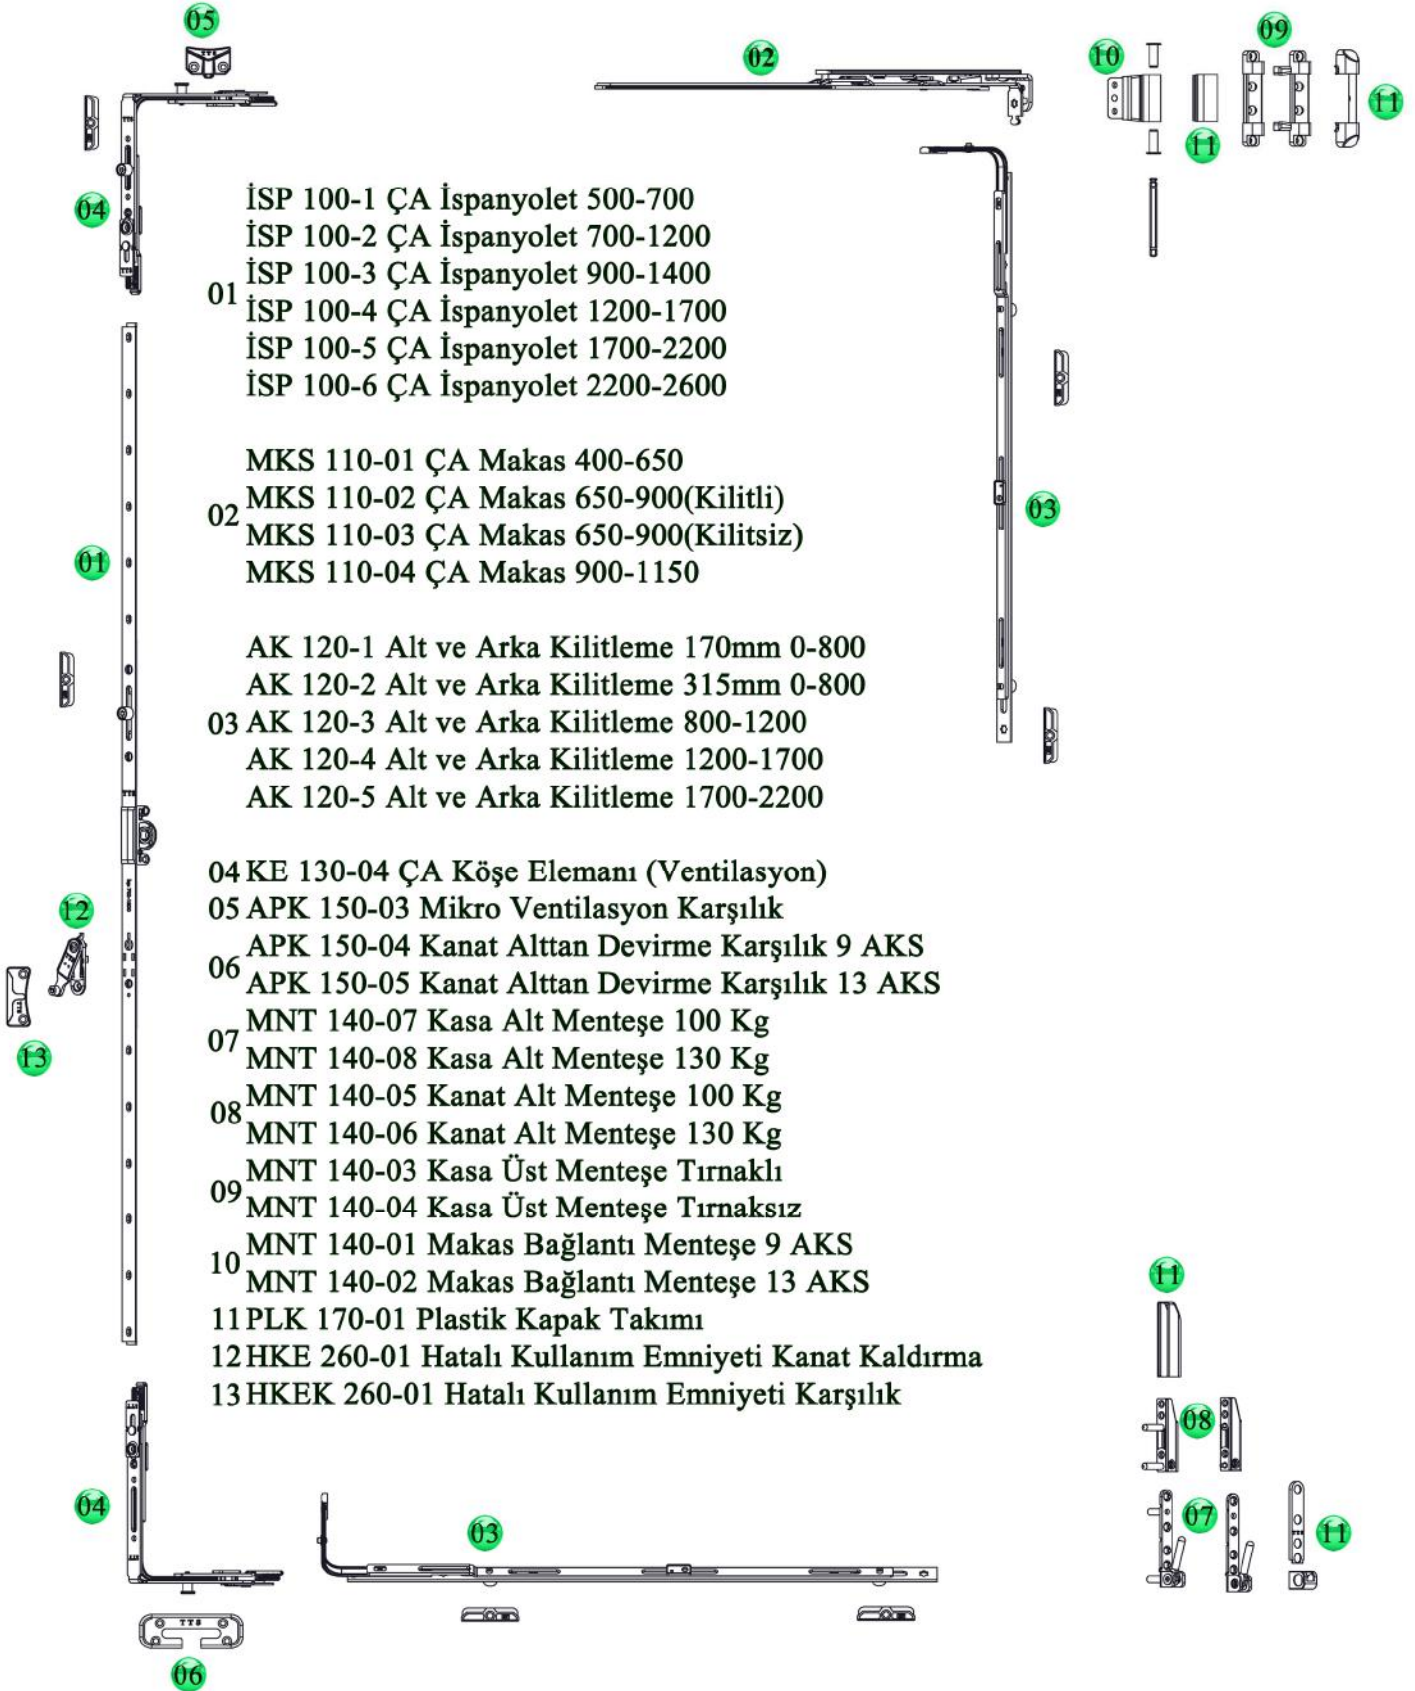 05
02
10
09
11
11
04
01
İSP 100-1 ÇA İspanyolet 500-700
İSP 100-2 ÇA İspanyolet 700-1200
İSP 100-3 ÇA İspanyolet 900-1400
İSP 100-4 ÇA İspanyolet 1200-1700
İSP 100-5 ÇA İspanyolet 1700-2200
İSP 100-6 ÇA İspanyolet 2200-2600
02
MKS 110-01 ÇA Makas 400-650
MKS 110-02 ÇA Makas 650-900(Kilitli)
MKS 110-03 ÇA Makas 650-900(Kilitsiz)
MKS 110-04 ÇA Makas 900-1150
03
01
AK 120-1 Alt ve Arka Kilitleme 170mm 0-800
AK 120-2 Alt ve Arka Kilitleme 315mm 0-800
03 AK 120-3 Alt ve Arka Kilitleme 800-1200
AK 120-4 Alt ve Arka Kilitleme 1200-1700
AK 120-5 Alt ve Arka Kilitleme 1700-2200
04 KE 130-04 ÇA Köşe Elemanı (Ventilasyon)
05 APK 150-03 Mikro Ventilasyon Karşılık
12
06
APK 150-04 Kanat Alttan Devirme Karşılık 9 AKS
APK 150-05 Kanat Alttan Devirme Karşılık 13 AKS
07
MNT 140-07 Kasa Alt Menteşe 100 Kg
MNT 140-08 Kasa Alt Menteşe 130 Kg
13
08
MNT 140-05 Kanat Alt Menteşe 100 Kg
MNT 140-06 Kanat Alt Menteşe 130 Kg
09
MNT 140-03 Kasa Üst Menteşe Tırnaklı
MNT 140-04 Kasa Üst Menteşe Tırnaksız
10
MNT 140-01 Makas Bağlantı Menteşe 9 AKS
MNT 140-02 Makas Bağlantı Menteşe 13 AKS
11 PLK 170-01 Plastik Kapak Takımı
12 HKE 260-01 Hatalı Kullanım Emniyeti Kanat Kaldırma
13 HKEK 260-01 Hatalı Kullanım Emniyeti Karşılık
11
08
04
03
07
11
TTS
06